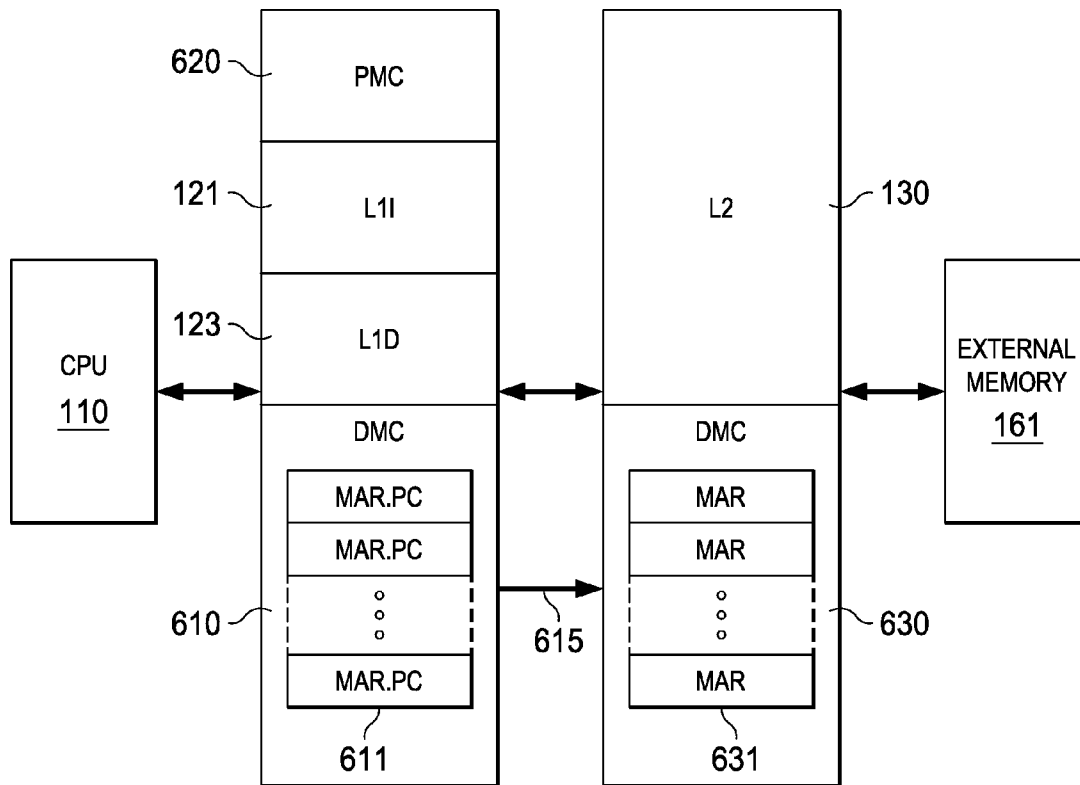 620
PMC
121
L1I
L2
130
123
L1D
CPU
110
EXTERNAL
MEMORY
161
DMC
DMC
MAR.PC
MAR
MAR.PC
MAR
610
615
630
MAR.PC
MAR
611
631